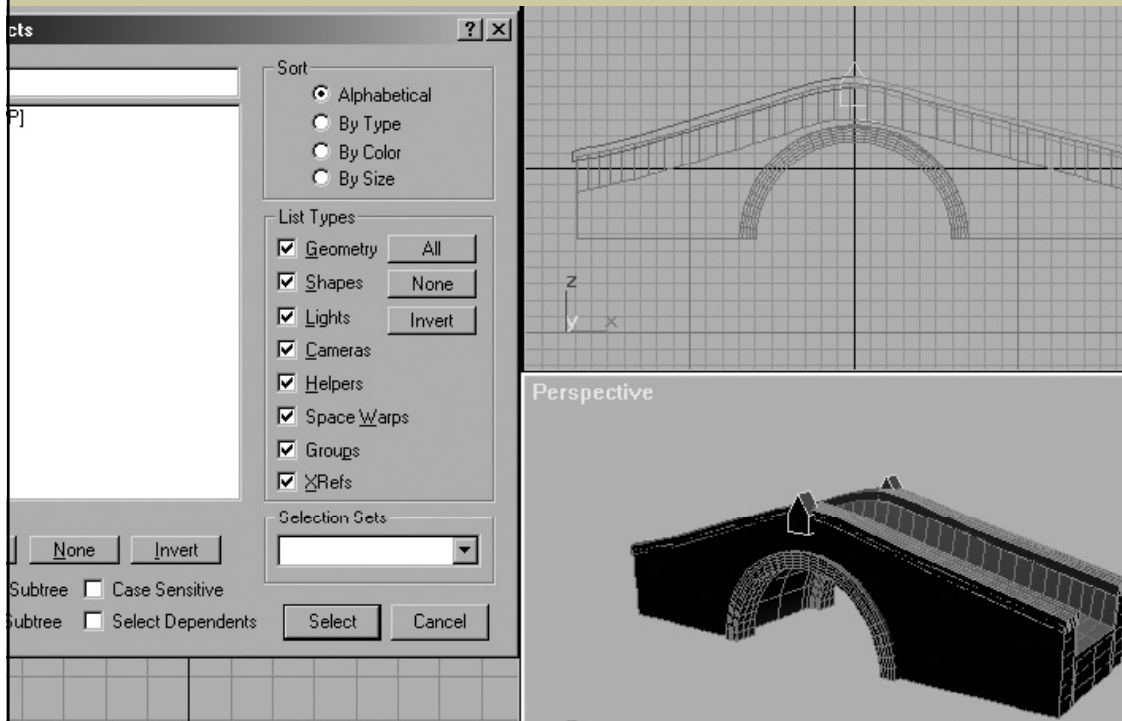 cts
Sort
Alphabetical
P]
By Type
By Color
By Size
List Types
Geometry
All
Shapes
None
Lights
Invert
Cameras
Helpers
Space Warps
Groups
XRefs
Selection Sets
None
Invert
Subtree
Case Sensitive
Subtree
Select Dependents
Select
Cancel
z
y
x
Perspective